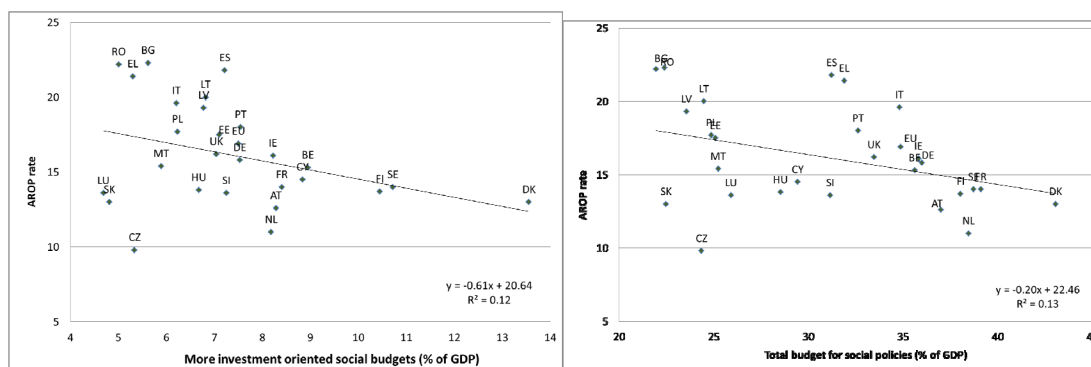 25
20
15
10
5
AROP rate
RO
BG
EL
ES
IT
LT
LV
PL
PT
EE
EU
UK
DE
MT
IE
BE
CY
LU
SK
HU
SI
FR
AT
FI
SE
NL
DK
CZ
y = -0.61x + 20.64
R² = 0.12
4 5 6 7 8 9 10 11 12 13 14
More investment oriented social budgets (% of GDP)
25
20
15
10
5
AROP rate
BG
RO
ES
EL
LV
LT
IT
PL
EE
PT
UK
EU
IE
MT
BE
DE
CY
SK
LU
HU
SI
FI
SE
FR
AT
DK
NL
CZ
y = -0.20x + 22.46
R² = 0.13
20 25 30 35 40
Total budget for social policies (% of GDP)